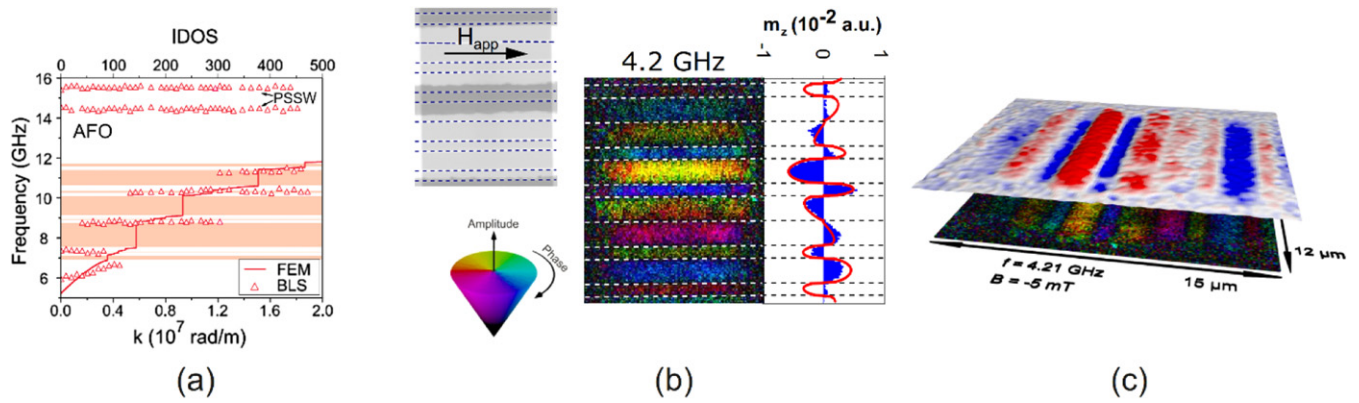 IDOS
0 100 200 300 400 500
16
14
12
10
8
6
Frequency (GHz)
PSSW
AFO
FEM
BLS
0.0 0.4 0.8 1.2 1.6 2.0
k (10⁷ rad/m)
(a)
H_app
m_z (10⁻² a.u.)
-1 0 1
4.2 GHz
Amplitude
Phase
(b)
f = 4.21 GHz
B = -5 mT
15 µm
12 µm
(c)